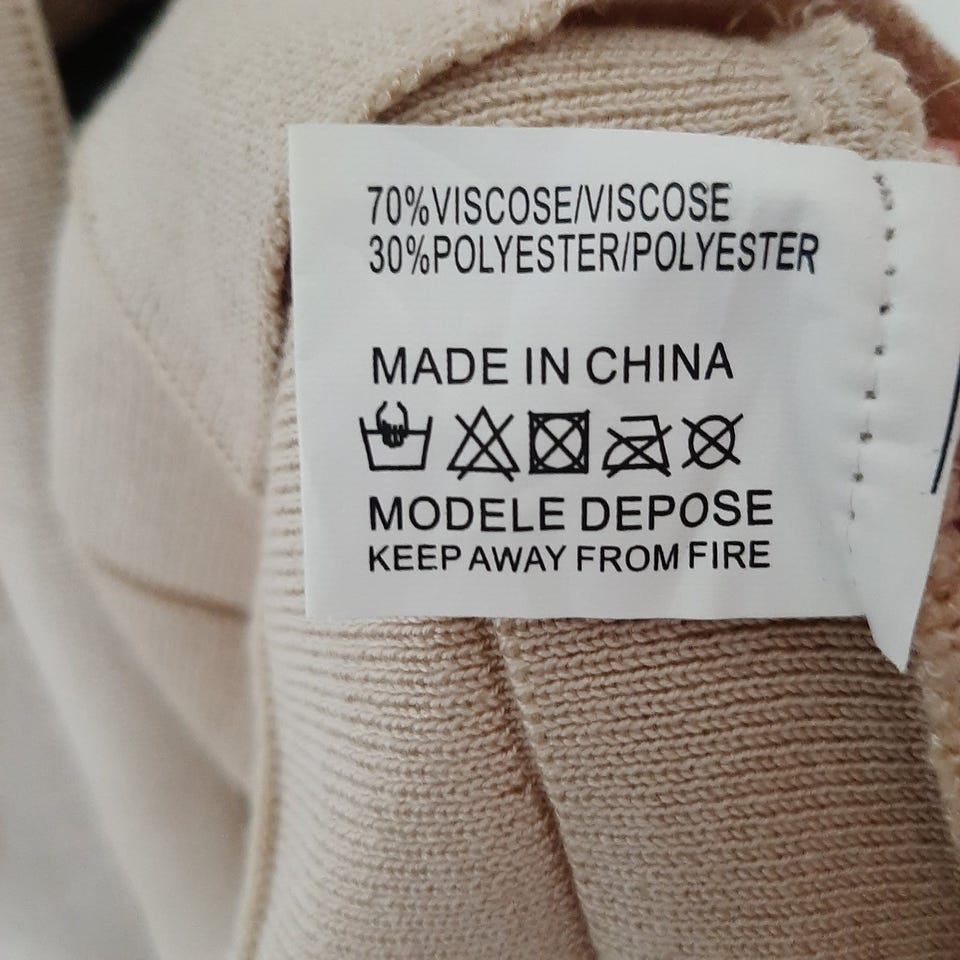 70%VISCOSE/VISCOSE
30%POLYESTER/POLYESTER
MADE IN CHINA
MODELE DEPOSE
KEEP AWAY FROM FIRE